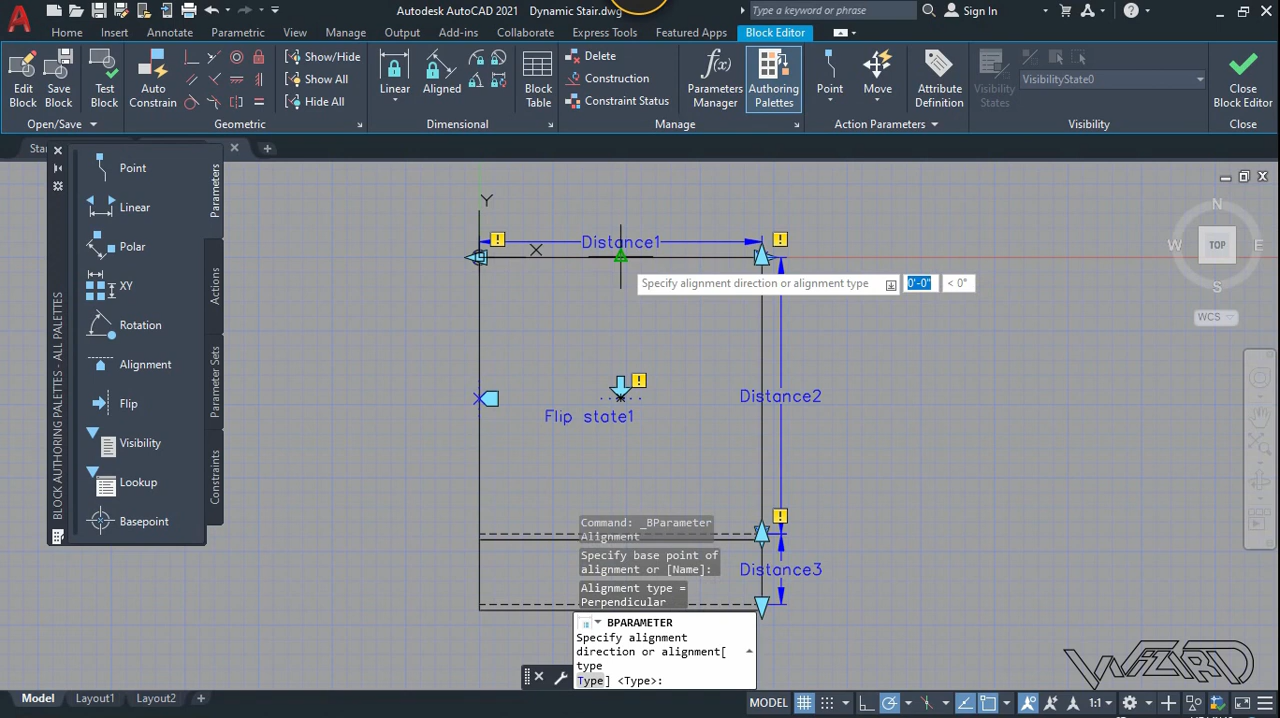 Autodesk AutoCAD 2021 Dynamic Stair.dwg
Type a keyword or phrase
Sign In
Home Insert Annotate Parametric View Manage Output Add-ins Collaborate Express Tools Featured Apps Block Editor
Edit Block
Save Block
Test Block
Auto Constrain
Show/Hide
Show All
Hide All
Linear
Aligned
Block Table
Delete
Construction
Constraint Status
Parameters Manager
Authoring Palettes
Point
Move
Attribute Definition
Visibility States
VisibilityState0
Close Block Editor
Open/Save Geometric Dimensional Manage Action Parameters Visibility Close
Star
BLOCK AUTHORING PALETTES - ALL PALETTES
Point
Linear
Polar
XY
Rotation
Alignment
Flip
Visibility
Lookup
Basepoint
Parameters
Actions
Parameter Sets
Constraints
Y
X
Distance1
Specify alignment direction or alignment type 0'-0" < 0°
Distance2
Flip state1
Distance3
N
W TOP E
S
WCS
Command: _BParameter
Alignment
Specify base point of
alignment or [Name]:
Alignment type =
Perpendicular
BPARAMETER
Specify alignment
direction or alignment[
type
Type] <Type>:
WIZARD
Model Layout1 Layout2 +
MODEL 1:1